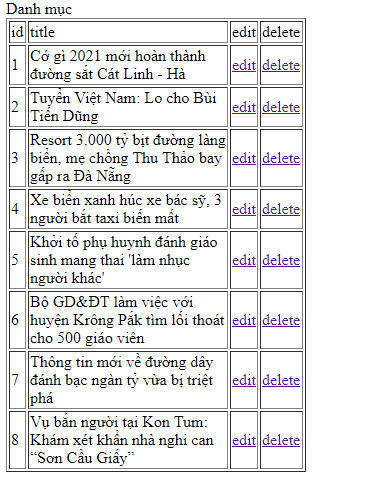 Danh mục
id title edit delete
1 Cớ gì 2021 mới hoàn thành
đường sắt Cát Linh - Hà
edit delete
2 Tuyển Việt Nam: Lo cho Bùi
Tiến Dũng
edit delete
3 Resort 3.000 tỷ bịt đường làng
biển, mẹ chồng Thu Thảo bay
gấp ra Đà Nẵng
edit delete
4 Xe biển xanh húc xe bác sỹ, 3
người bắt taxi biến mất
edit delete
5 Khởi tố phụ huynh đánh giáo
sinh mang thai 'làm nhục
người khác'
edit delete
6 Bộ GD&ĐT làm việc với
huyện Krông Pắk tìm lối thoát
cho 500 giáo viên
edit delete
7 Thông tin mới về đường dây
đánh bạc ngàn tỷ vừa bị triệt
phá
edit delete
8 Vụ bắn người tại Kon Tum:
Khám xét khẩn nhà nghi can
“Sơn Cầu Giấy”
edit delete